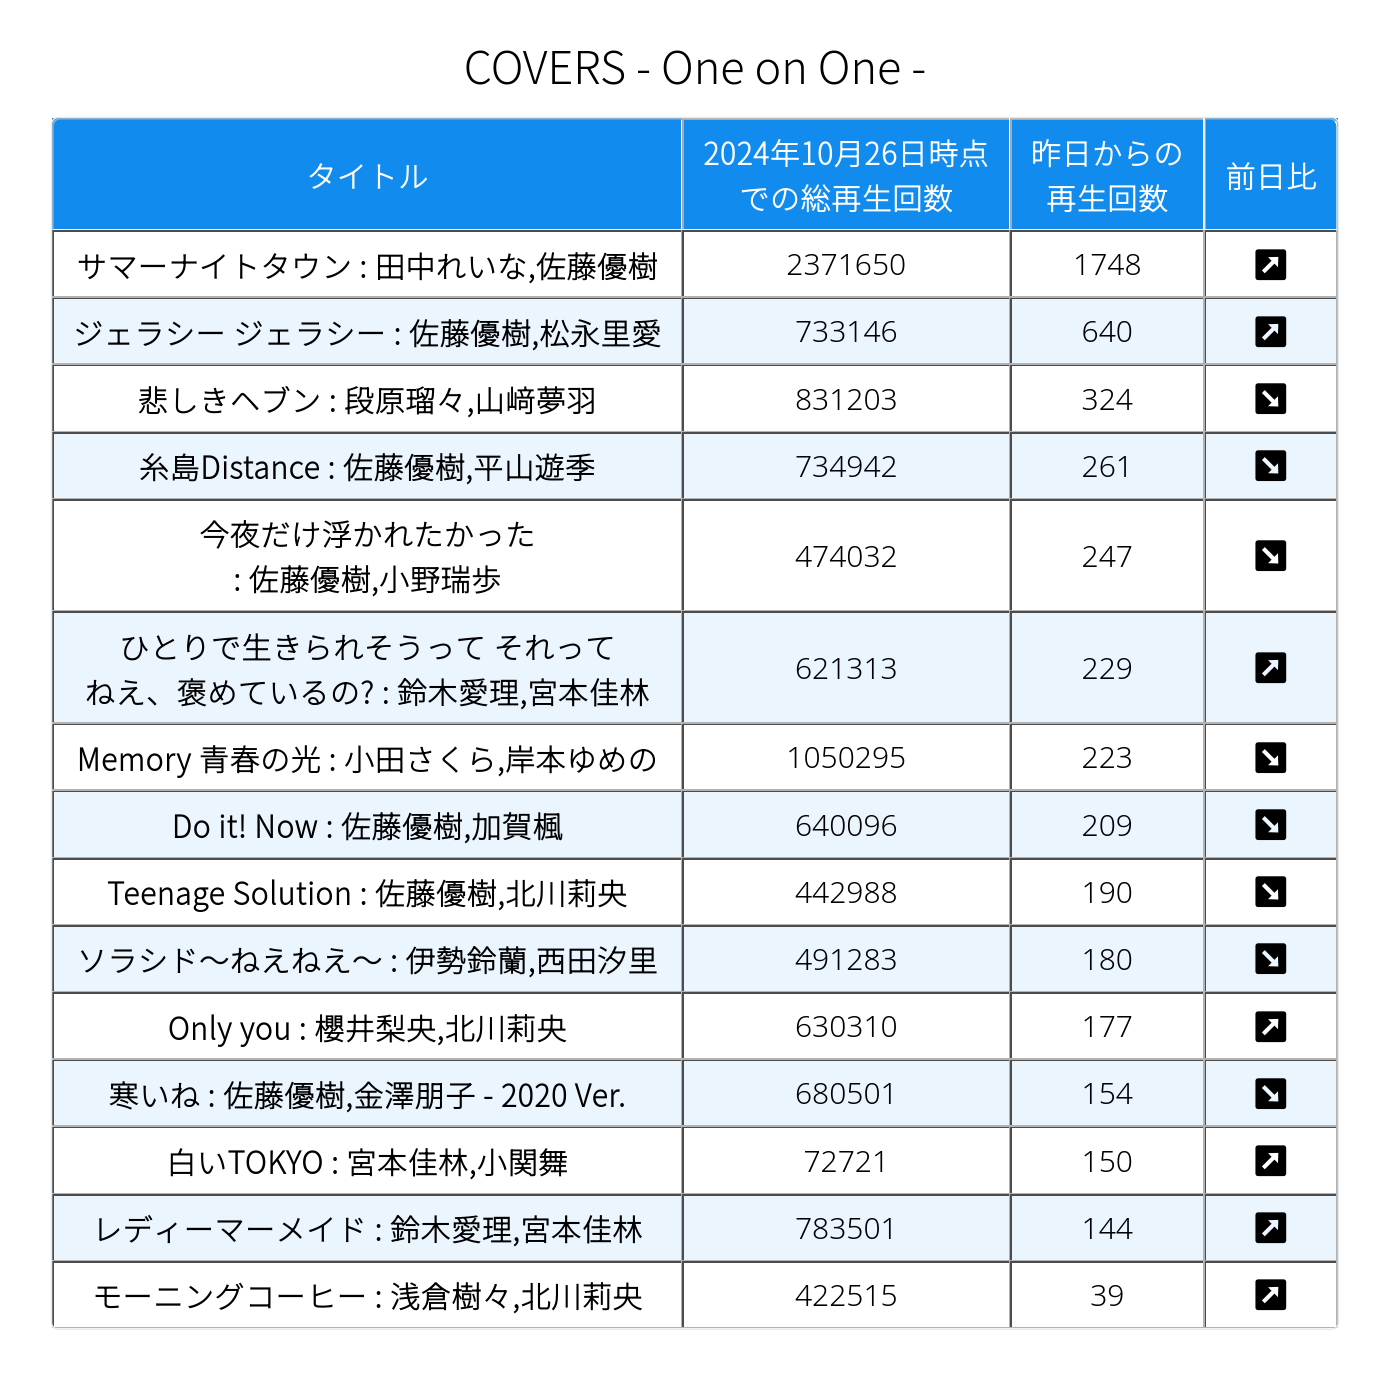 COVERS - One on One -
タイトル
2024年10月26日時点
での総再生回数
昨日からの
再生回数
前日比
サマーナイトタウン : 田中れいな,佐藤優樹
2371650
1748
ジェラシー ジェラシー : 佐藤優樹,松永里愛
733146
640
悲しきヘブン : 段原瑠々,山﨑夢羽
831203
324
糸島Distance : 佐藤優樹,平山遊季
734942
261
今夜だけ浮かれたかった
: 佐藤優樹,小野瑞歩
474032
247
ひとりで生きられそうって それって
ねえ、褒めているの? : 鈴木愛理,宮本佳林
621313
229
Memory 青春の光 : 小田さくら,岸本ゆめの
1050295
223
Do it! Now : 佐藤優樹,加賀楓
640096
209
Teenage Solution : 佐藤優樹,北川莉央
442988
190
ソラシド〜ねえねえ〜 : 伊勢鈴蘭,西田汐里
491283
180
Only you : 櫻井梨央,北川莉央
630310
177
寒いね : 佐藤優樹,金澤朋子 - 2020 Ver.
680501
154
白いTOKYO : 宮本佳林,小関舞
72721
150
レディーマーメイド : 鈴木愛理,宮本佳林
783501
144
モーニングコーヒー : 浅倉樹々,北川莉央
422515
39